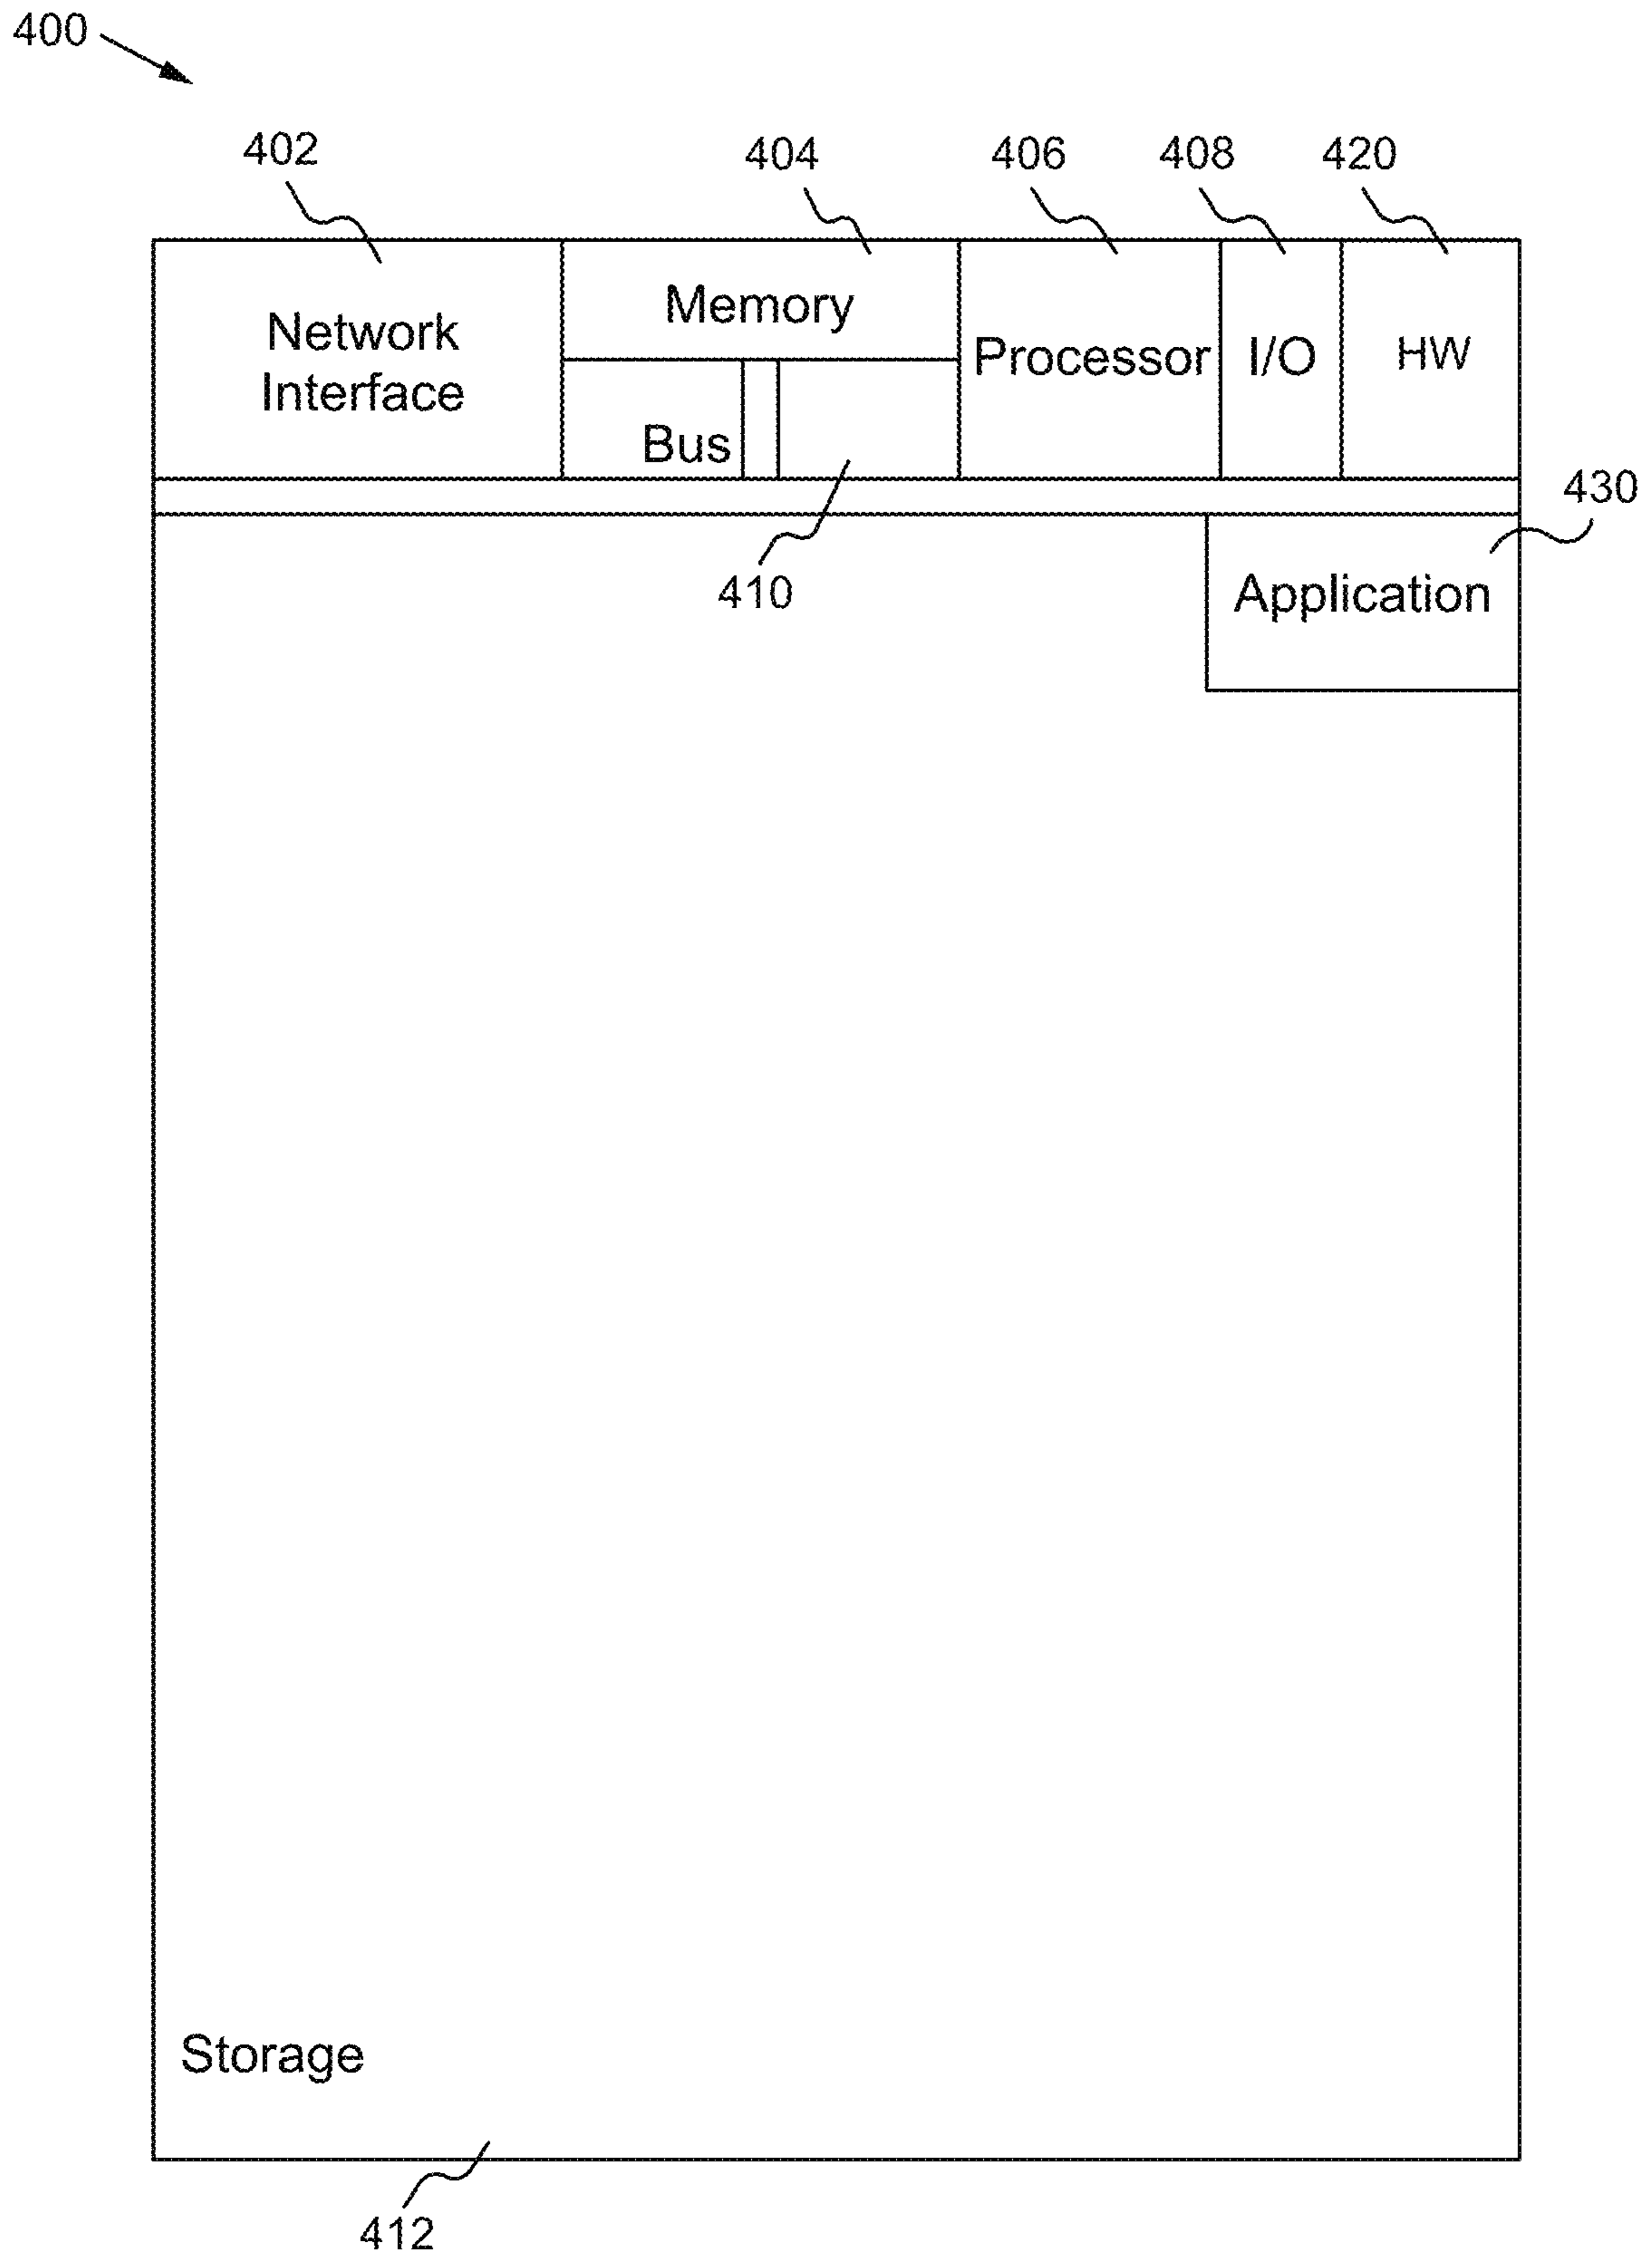 400
402
404
406
408
420
Memory
Network
Interface
Processor
I/O
HW
Bus
430
410
Application
Storage
412